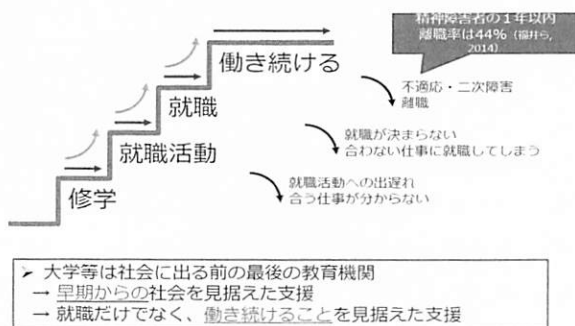 精神障害者の1年以内
離職率は44%（福井ら,
2014）
働き続ける
不適応・二次障害
離職
就職
就職が決まらない
合わない仕事に就職してしまう
就職活動
就職活動への出遅れ
合う仕事が分からない
修学
➢ 大学等は社会に出る前の最後の教育機関
→ 早期からの社会を見据えた支援
→ 就職だけでなく、働き続けることを見据えた支援